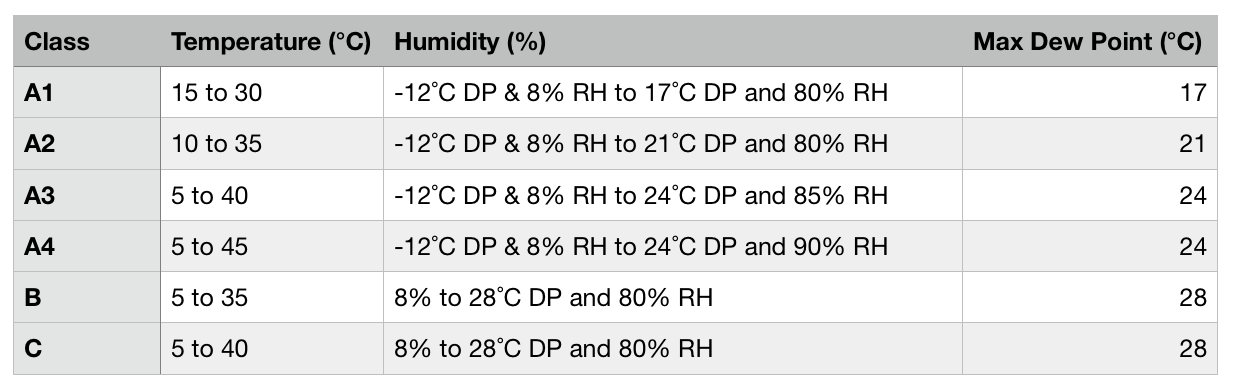 Class Temperature (°C) Humidity (%) Max Dew Point (°C)
A1 15 to 30 -12˚C DP & 8% RH to 17˚C DP and 80% RH 17
A2 10 to 35 -12˚C DP & 8% RH to 21˚C DP and 80% RH 21
A3 5 to 40 -12˚C DP & 8% RH to 24˚C DP and 85% RH 24
A4 5 to 45 -12˚C DP & 8% RH to 24˚C DP and 90% RH 24
B 5 to 35 8% to 28˚C DP and 80% RH 28
C 5 to 40 8% to 28˚C DP and 80% RH 28